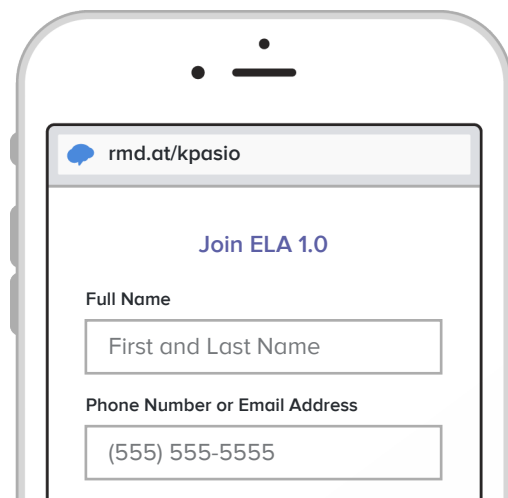 rmd.at/kpasio
Join ELA 1.0
Full Name
First and Last Name
Phone Number or Email Address
(555) 555-5555